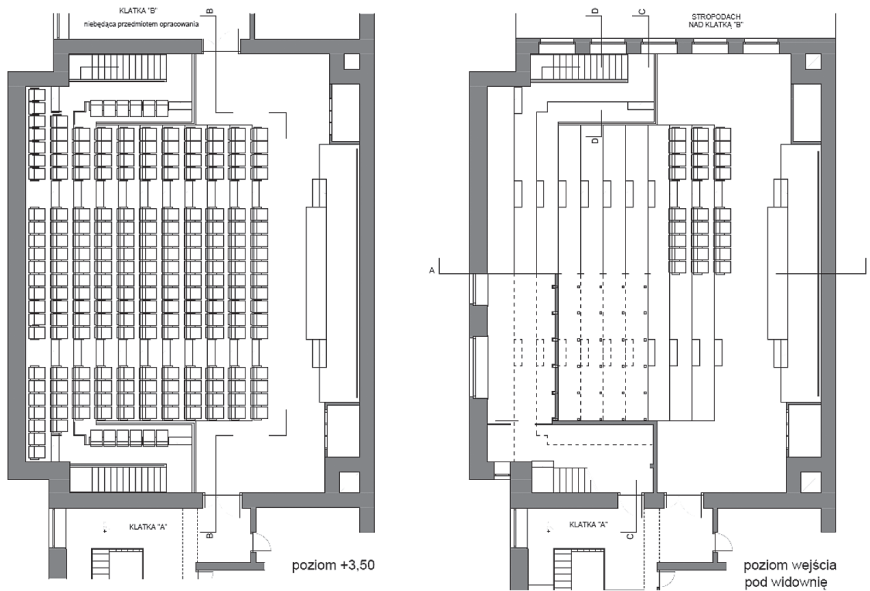 KLATKA "B"
niebędąca przedmiotem opracowania
B
B
KLATKA "A"
poziom +3,50
D
C
STROPODACH
NAD KLATKĄ "B"
D
A
KLATKA "A"
C
poziom wejścia
pod widownię